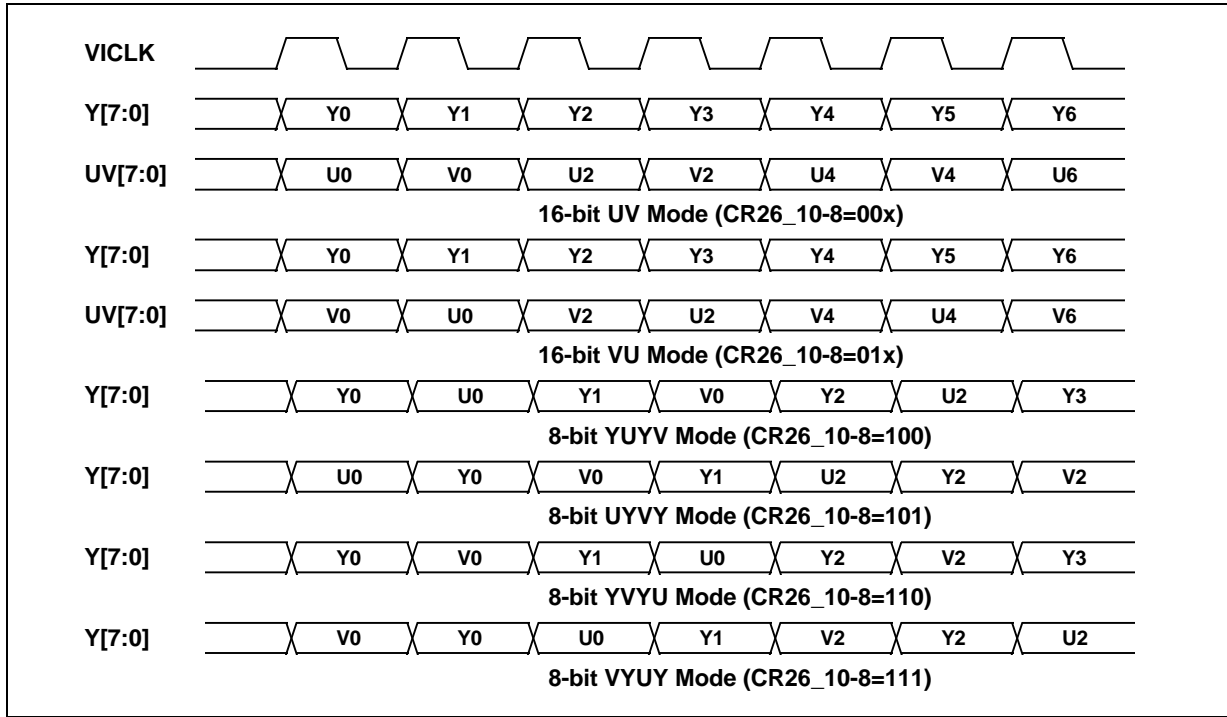 VICLK
Y[7:0] Y0 Y1 Y2 Y3 Y4 Y5 Y6
UV[7:0] U0 V0 U2 V2 U4 V4 U6
16-bit UV Mode (CR26_10-8=00x)
Y[7:0] Y0 Y1 Y2 Y3 Y4 Y5 Y6
UV[7:0] V0 U0 V2 U2 V4 U4 V6
16-bit VU Mode (CR26_10-8=01x)
Y[7:0] Y0 U0 Y1 V0 Y2 U2 Y3
8-bit YUYV Mode (CR26_10-8=100)
Y[7:0] U0 Y0 V0 Y1 U2 Y2 V2
8-bit UYVY Mode (CR26_10-8=101)
Y[7:0] Y0 V0 Y1 U0 Y2 V2 Y3
8-bit YVYU Mode (CR26_10-8=110)
Y[7:0] V0 Y0 U0 Y1 V2 Y2 U2
8-bit VYUY Mode (CR26_10-8=111)